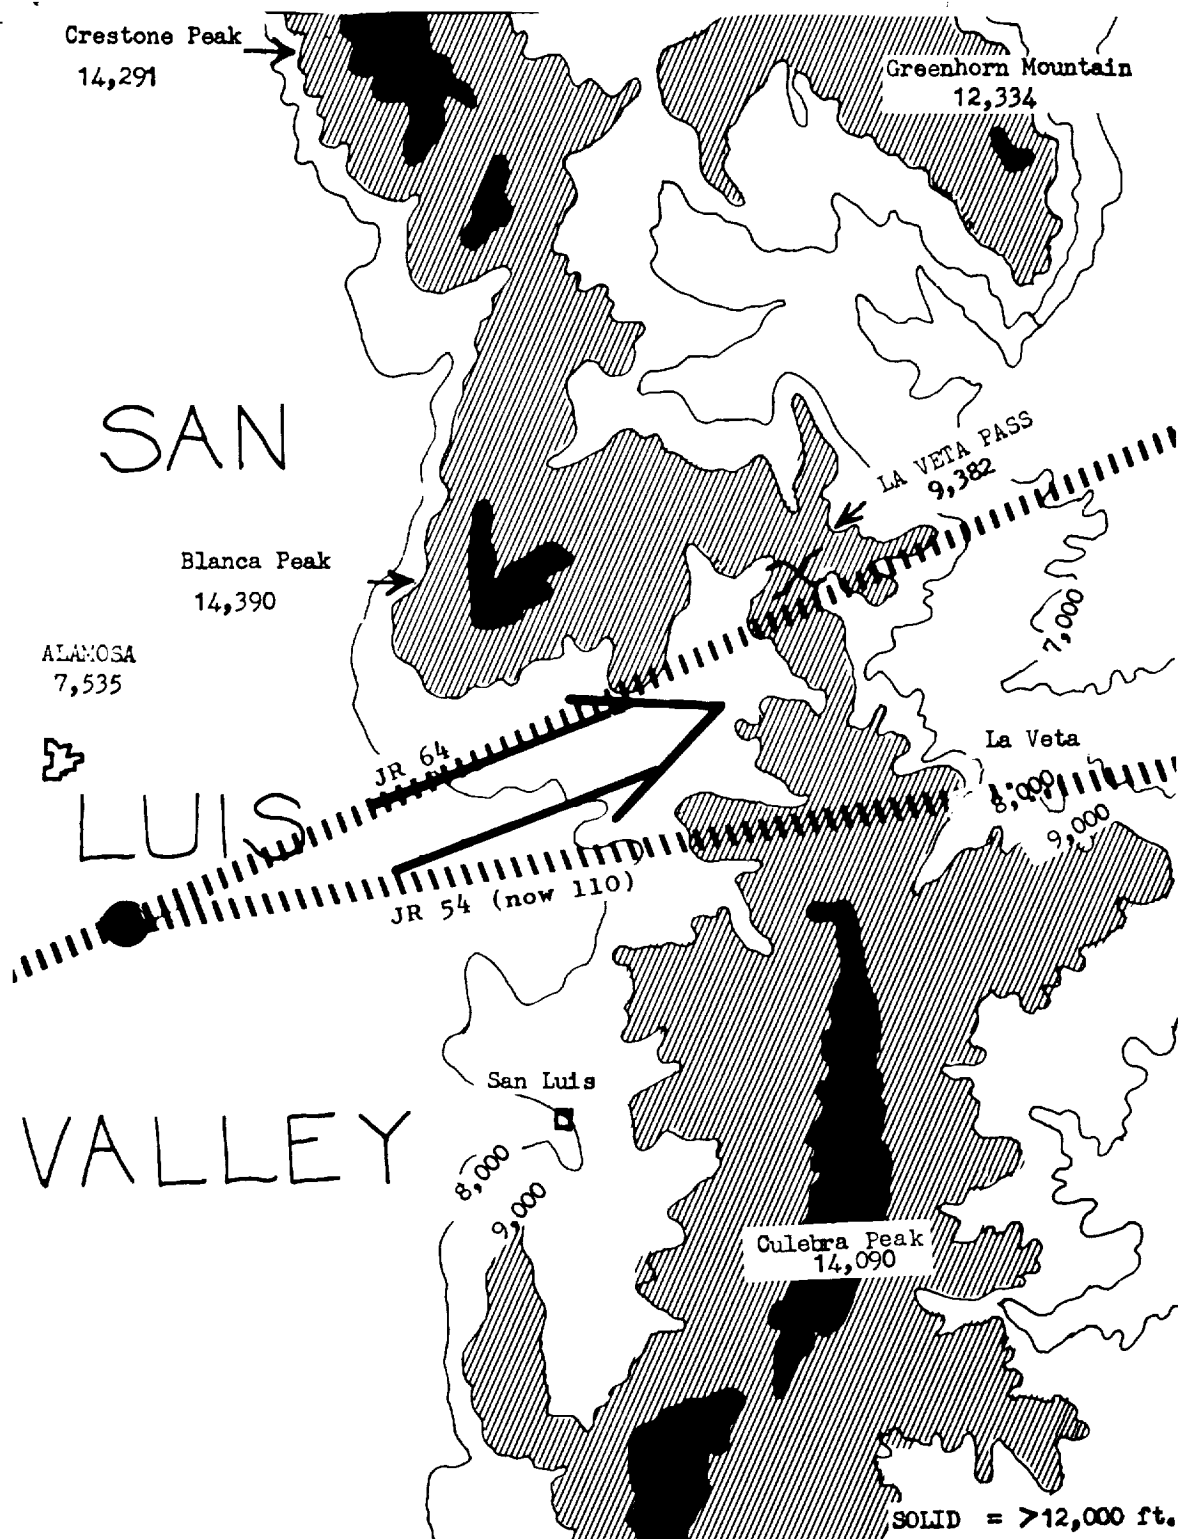 Crestone Peak
14,291
Greenhorn Mountain
12,334
SAN
LA VETA PASS
9,382
Blanca Peak
14,390
7,000
ALAMOSA
7,535
La Veta
JR 64
8,000
LUIS
9,000
JR 54 (now 110)
San Luis
VALLEY
8,000
9,000
Culebra Peak
14,090
SOLID = >12,000 ft.